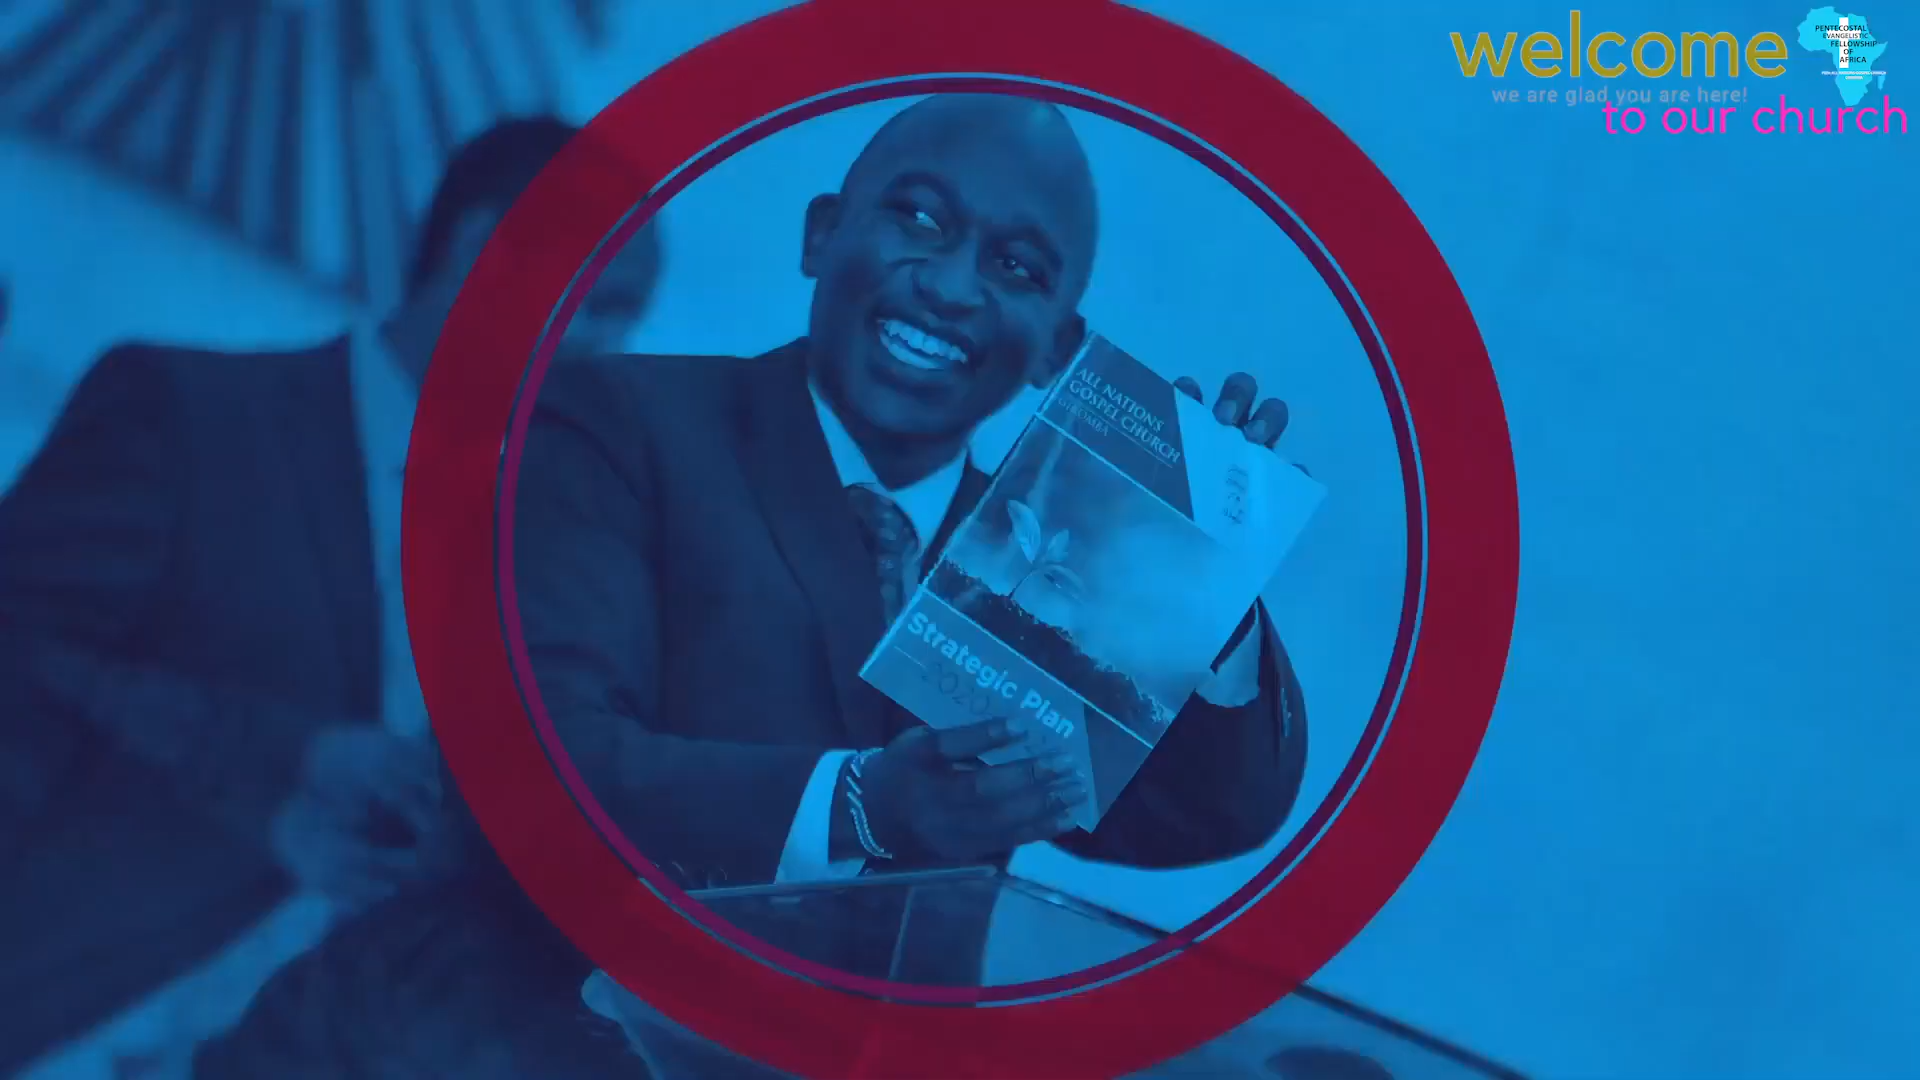 welcome
we are glad you are here!
to our church
PENTECOSTAL
EVANGELISTIC
FELLOWSHIP
OF
AFRICA
ALL NATIONS
GOSPEL CHURCH
GIKOMBA
Strategic Plan
2020